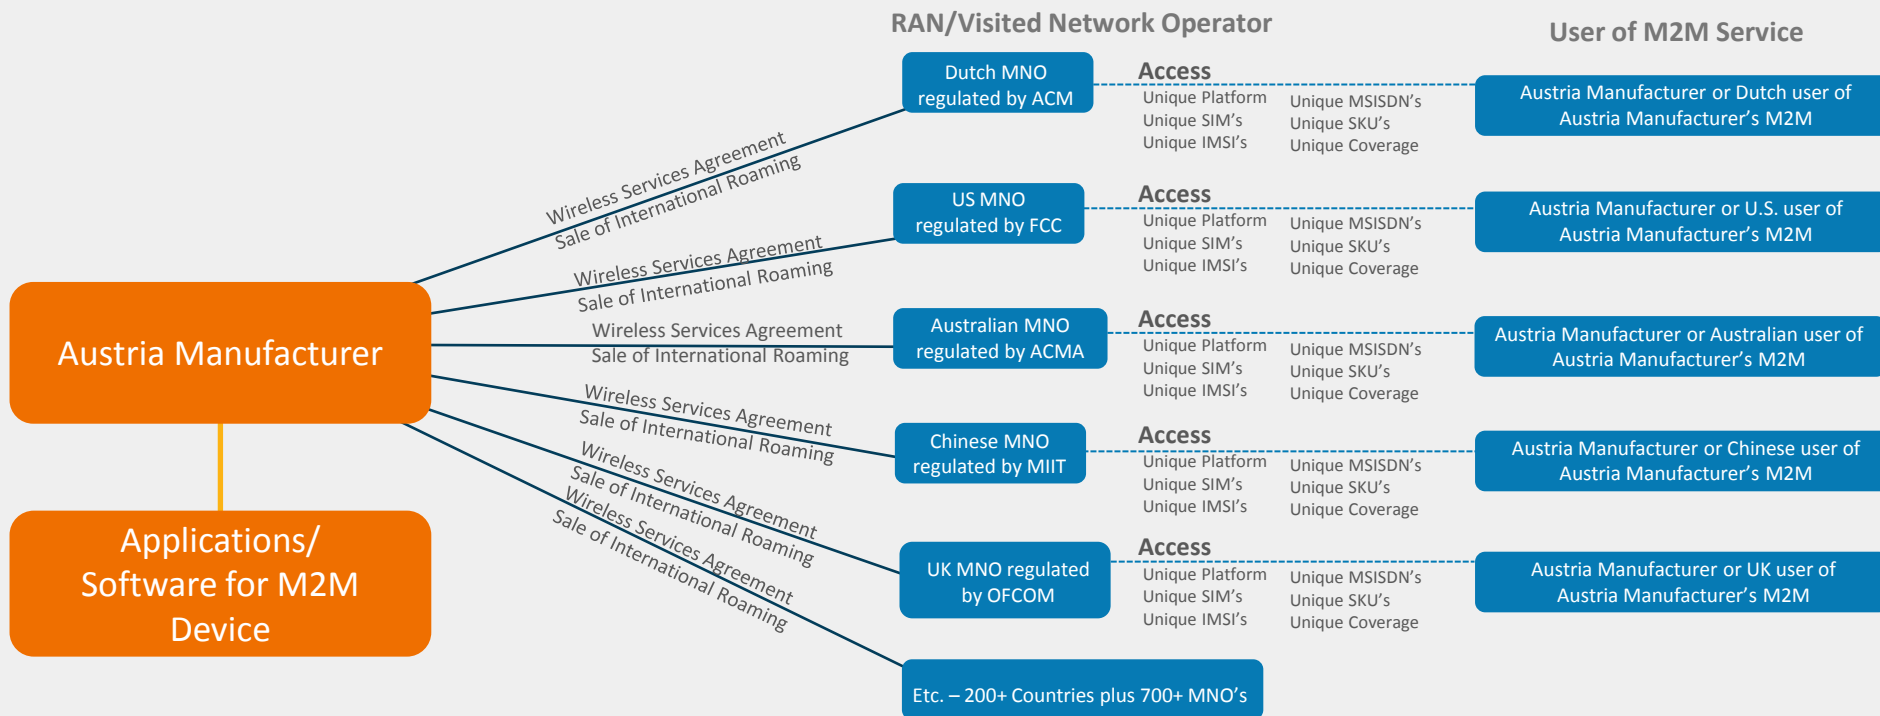 RAN/Visited Network Operator
User of M2M Service
Austria Manufacturer
Applications/
Software for M2M
Device
Wireless Services Agreement
Sale of International Roaming
Dutch MNO
regulated by ACM
Access
Unique Platform
Unique SIM's
Unique IMSI's
Unique MSISDN's
Unique SKU's
Unique Coverage
Austria Manufacturer or Dutch user of
Austria Manufacturer's M2M
Wireless Services Agreement
Sale of International Roaming
US MNO
regulated by FCC
Access
Unique Platform
Unique SIM's
Unique IMSI's
Unique MSISDN's
Unique SKU's
Unique Coverage
Austria Manufacturer or U.S. user of
Austria Manufacturer's M2M
Wireless Services Agreement
Sale of International Roaming
Australian MNO
regulated by ACMA
Access
Unique Platform
Unique SIM's
Unique IMSI's
Unique MSISDN's
Unique SKU's
Unique Coverage
Austria Manufacturer or Australian user of
Austria Manufacturer's M2M
Wireless Services Agreement
Sale of International Roaming
Chinese MNO
regulated by MIIT
Access
Unique Platform
Unique SIM's
Unique IMSI's
Unique MSISDN's
Unique SKU's
Unique Coverage
Austria Manufacturer or Chinese user of
Austria Manufacturer's M2M
Wireless Services Agreement
Sale of International Roaming
UK MNO regulated
by OFCOM
Access
Unique Platform
Unique SIM's
Unique IMSI's
Unique MSISDN's
Unique SKU's
Unique Coverage
Austria Manufacturer or UK user of
Austria Manufacturer's M2M
Wireless Services Agreement
Sale of International Roaming
Etc. – 200+ Countries plus 700+ MNO's